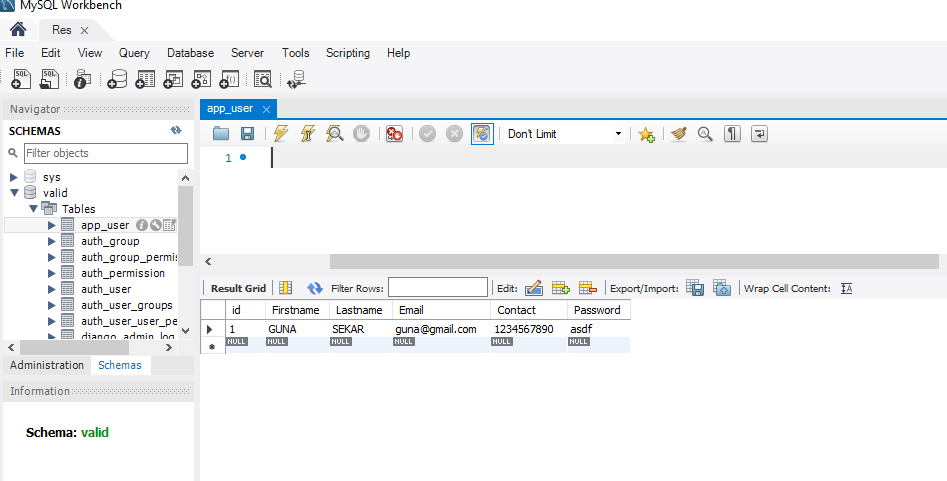 MySQL Workbench
Res
File Edit View Query Database Server Tools Scripting Help
Navigator
SCHEMAS
Filter objects
sys
valid
Tables
app_user
auth_group
auth_group_permis
auth_permission
auth_user
auth_user_groups
auth_user_user_pe
django_admin_log
Administration Schemas
Information
Schema: valid
app_user
Don't Limit
1
Result Grid Filter Rows: Edit: Export/Import: Wrap Cell Content:
id Firstname Lastname Email Contact Password
1 GUNA SEKAR guna@gmail.com 1234567890 asdf
NULL NULL NULL NULL NULL NULL